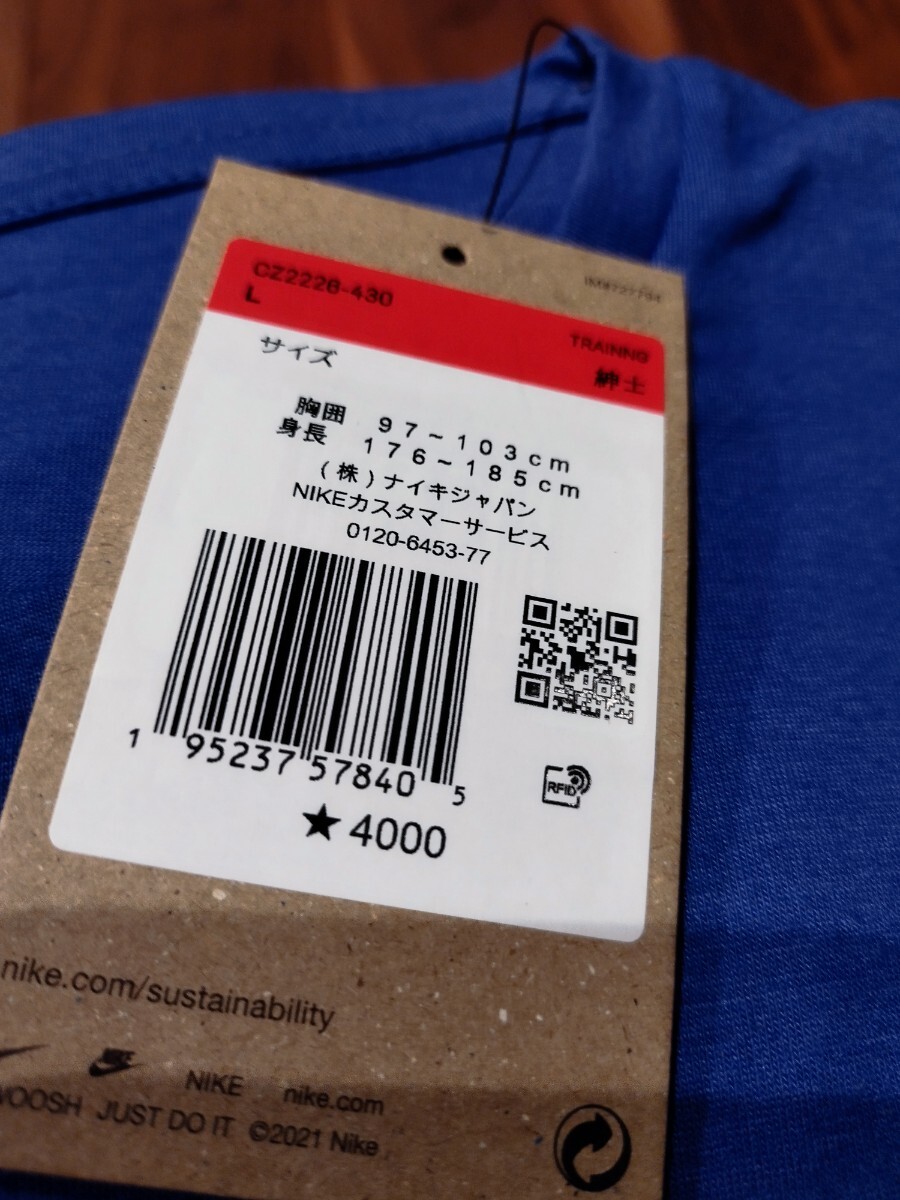 CZ2228-430
L
TRAINNG
紳士
サイズ
胸囲 97~103cm
身長 176~185cm
(株)ナイキジャパン
NIKEカスタマーサービス
0120-6453-77
1 95237 57840 5
RFID
★4000
nike.com/sustainability
NIKE nike.com
JUST DO IT ©2021 Nike